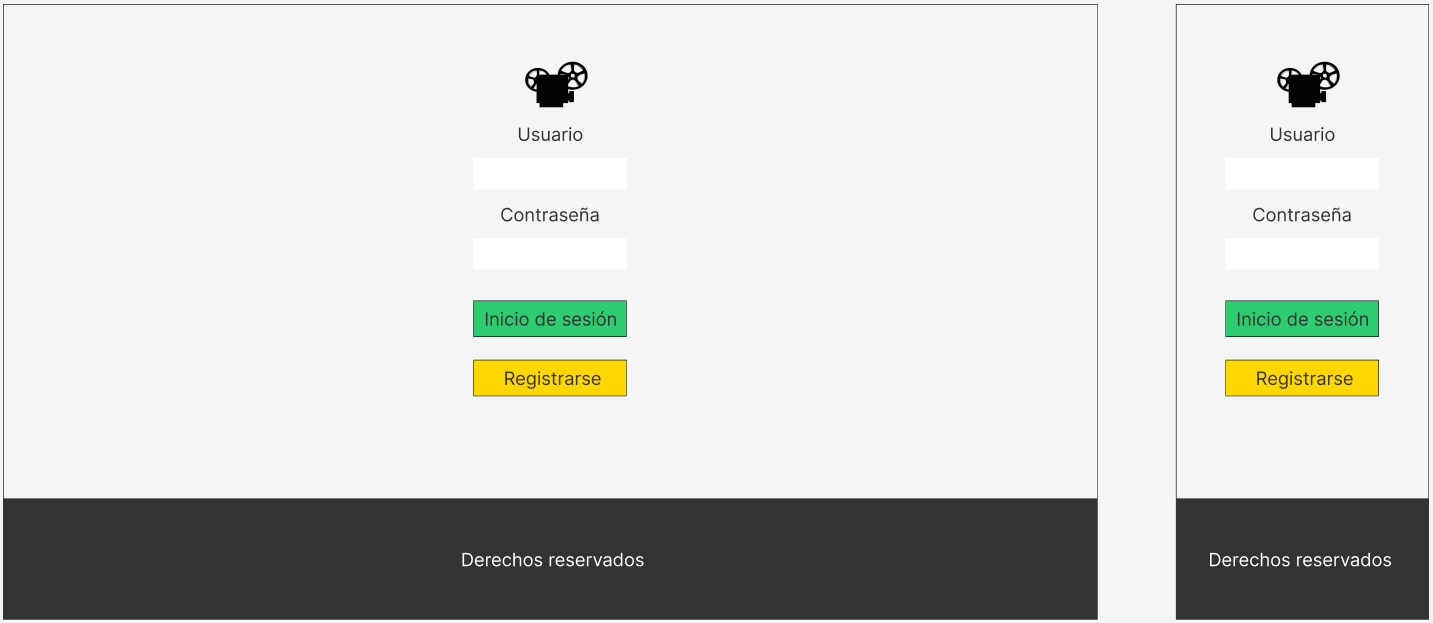 Usuario
Contraseña
Inicio de sesión
Registrarse
Derechos reservados
Usuario
Contraseña
Inicio de sesión
Registrarse
Derechos reservados